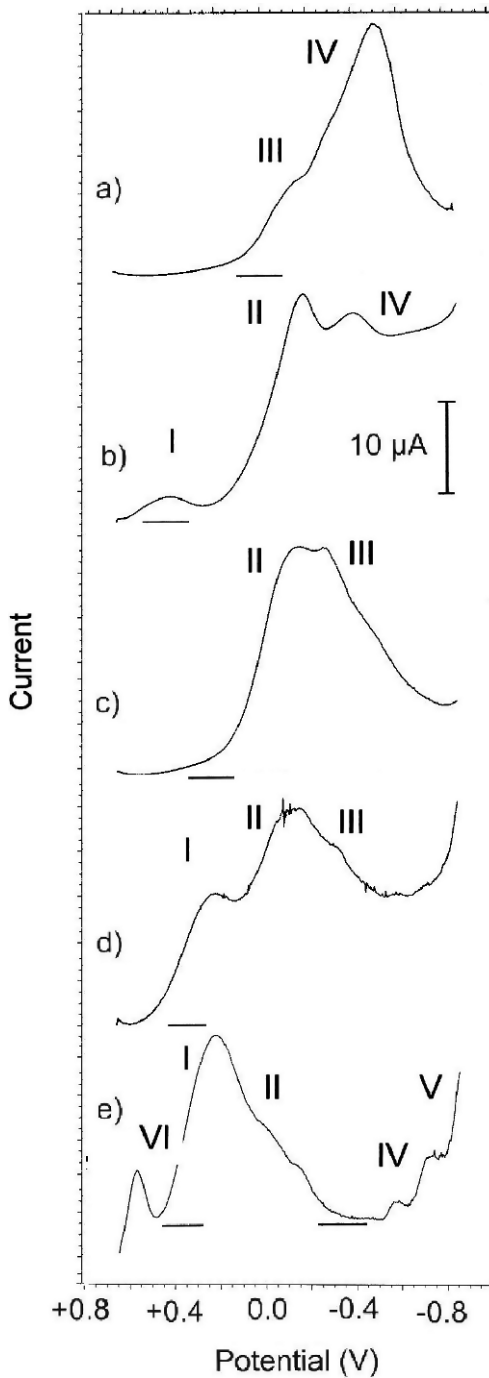 IV
III
a)
II
IV
I
10 µA
b)
II
III
Current
c)
II
III
I
d)
I
II
e)
VI
V
IV
+0.8 +0.4 0.0 -0.4 -0.8
Potential (V)